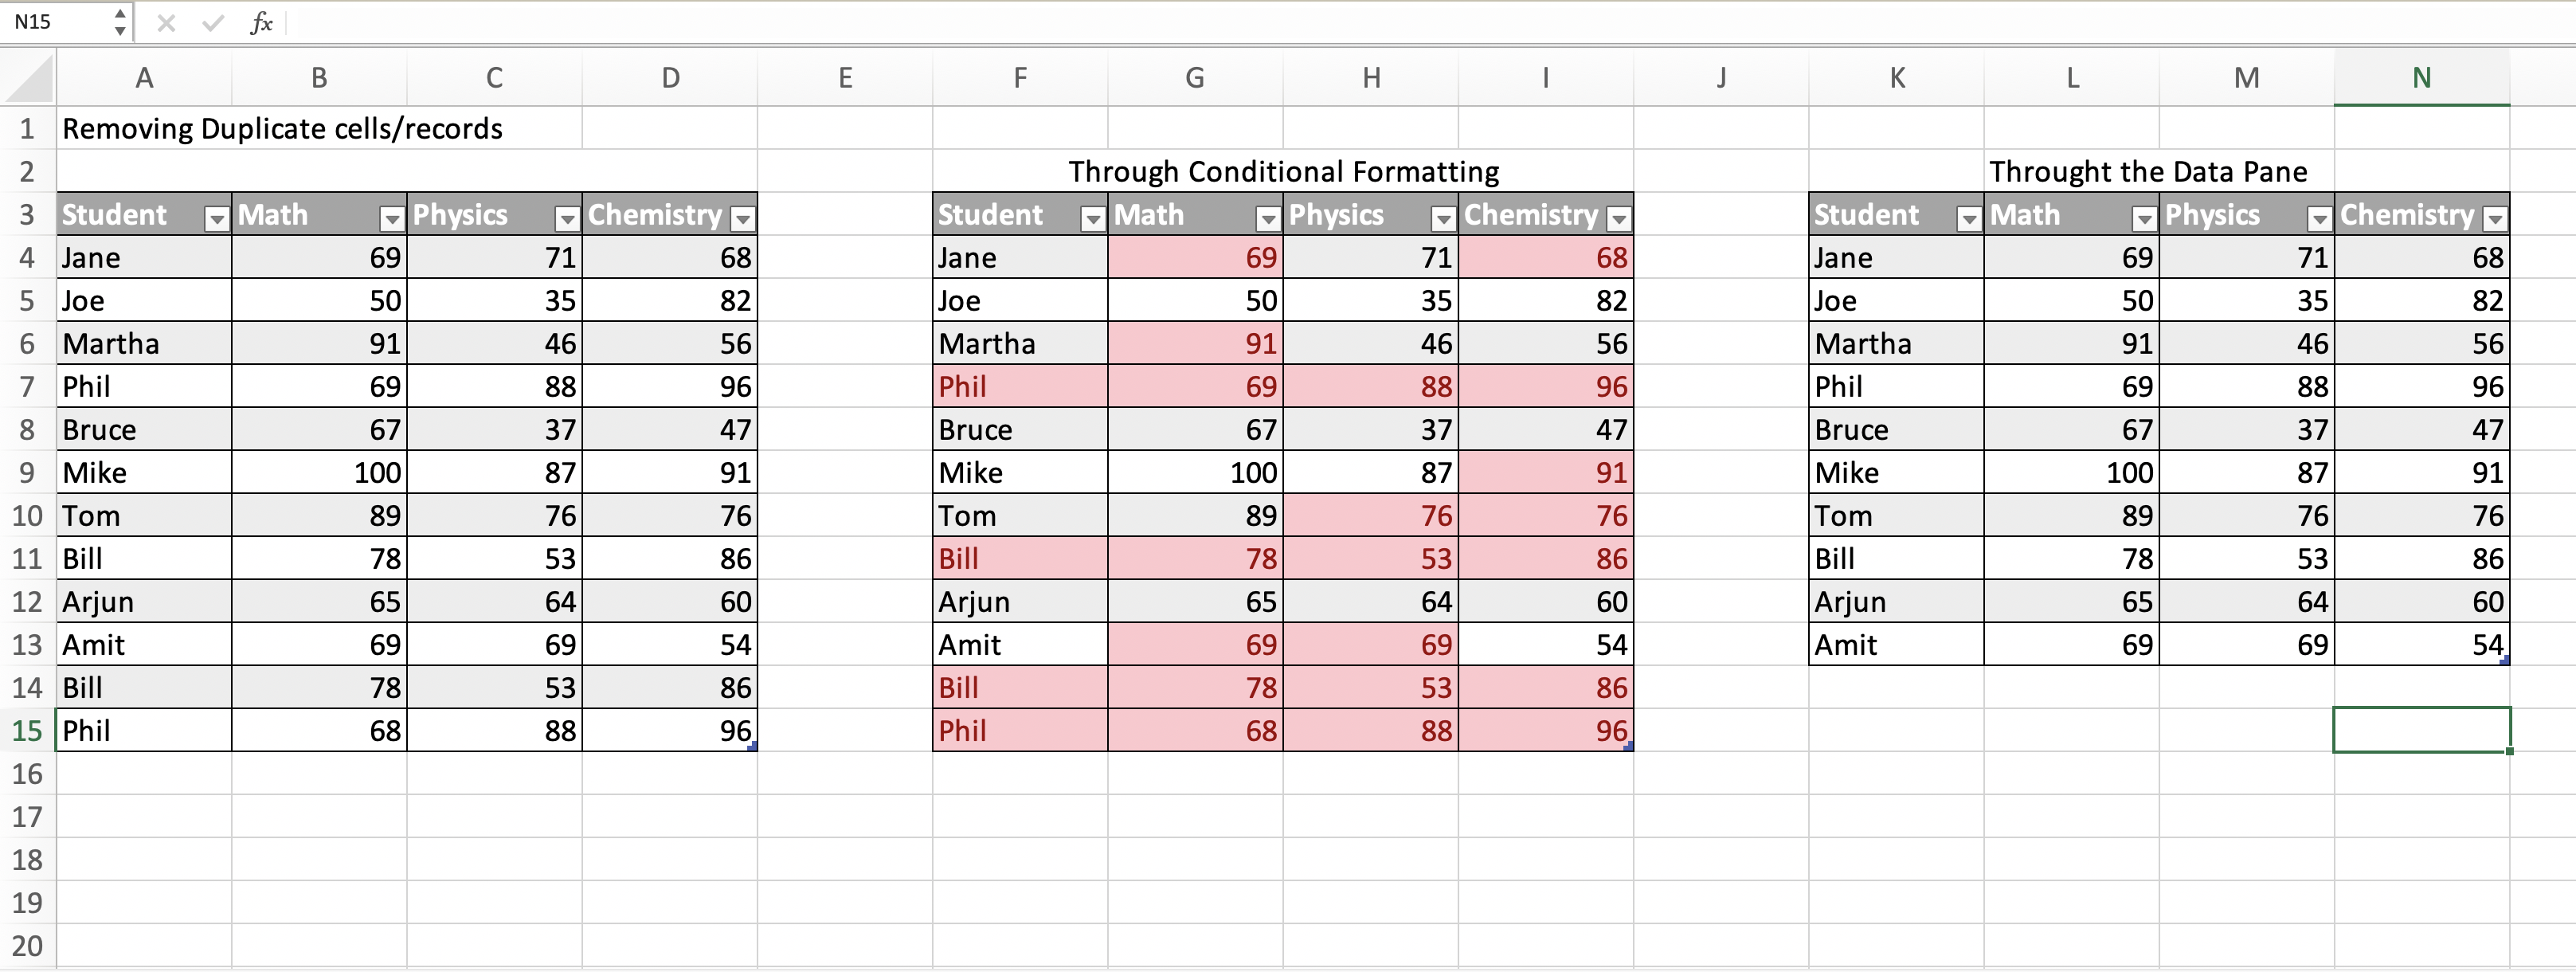 N15 fx
A B C D E F G H I J K L M N
1 Removing Duplicate cells/records
2 Through Conditional Formatting Throught the Data Pane
3 Student Math Physics Chemistry Student Math Physics Chemistry Student Math Physics Chemistry
4 Jane 69 71 68 Jane 69 71 68 Jane 69 71 68
5 Joe 50 35 82 Joe 50 35 82 Joe 50 35 82
6 Martha 91 46 56 Martha 91 46 56 Martha 91 46 56
7 Phil 69 88 96 Phil 69 88 96 Phil 69 88 96
8 Bruce 67 37 47 Bruce 67 37 47 Bruce 67 37 47
9 Mike 100 87 91 Mike 100 87 91 Mike 100 87 91
10 Tom 89 76 76 Tom 89 76 76 Tom 89 76 76
11 Bill 78 53 86 Bill 78 53 86 Bill 78 53 86
12 Arjun 65 64 60 Arjun 65 64 60 Arjun 65 64 60
13 Amit 69 69 54 Amit 69 69 54 Amit 69 69 54
14 Bill 78 53 86 Bill 78 53 86
15 Phil 68 88 96 Phil 68 88 96
16
17
18
19
20